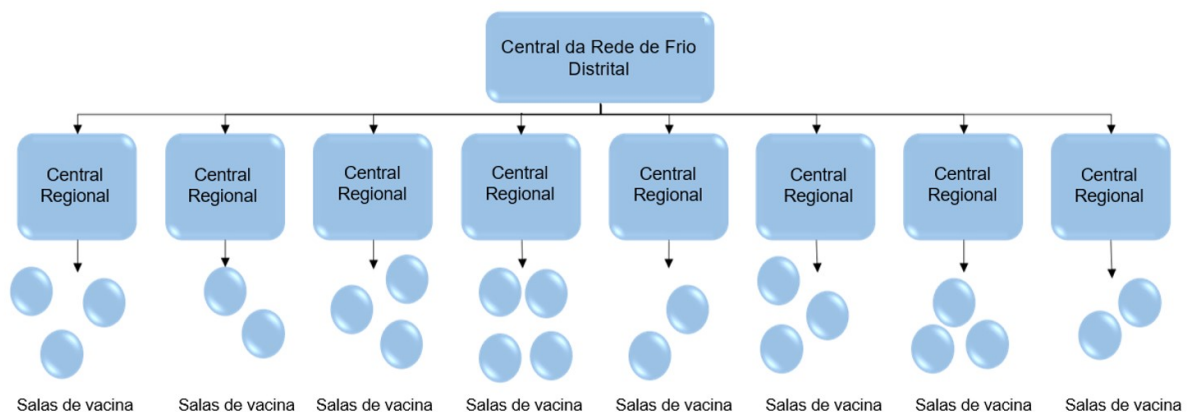 Central da Rede de Frio
Distrital
Central
Regional
Central
Regional
Central
Regional
Central
Regional
Central
Regional
Central
Regional
Central
Regional
Central
Regional
Salas de vacina
Salas de vacina
Salas de vacina
Salas de vacina
Salas de vacina
Salas de vacina
Salas de vacina
Salas de vacina